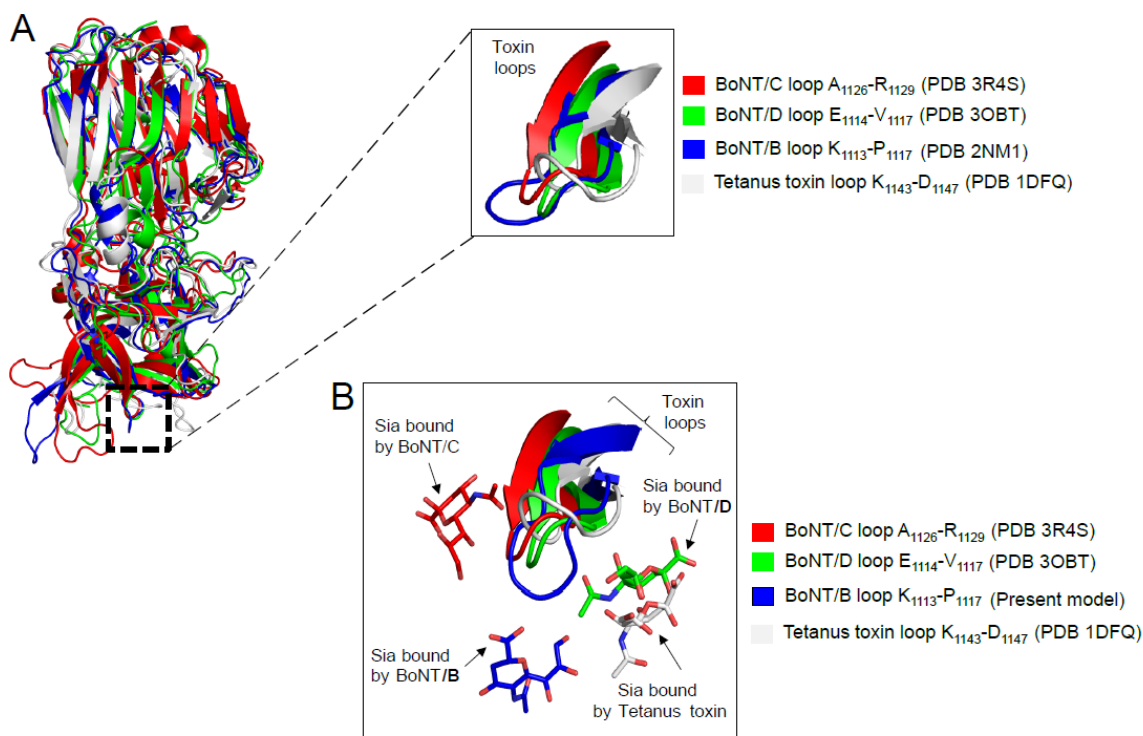 A
Toxin
loops
BoNT/C loop A₁₁₂₆-R₁₁₂₉ (PDB 3R4S)
BoNT/D loop E₁₁₁₄-V₁₁₁₇ (PDB 3OBT)
BoNT/B loop K₁₁₁₃-P₁₁₁₇ (PDB 2NM1)
Tetanus toxin loop K₁₁₄₃-D₁₁₄₇ (PDB 1DFQ)
B
Toxin
loops
Sia bound
by BoNT/C
Sia bound
by BoNT/D
Sia bound
by BoNT/B
Sia bound
by Tetanus toxin
BoNT/C loop A₁₁₂₆-R₁₁₂₉ (PDB 3R4S)
BoNT/D loop E₁₁₁₄-V₁₁₁₇ (PDB 3OBT)
BoNT/B loop K₁₁₁₃-P₁₁₁₇ (Present model)
Tetanus toxin loop K₁₁₄₃-D₁₁₄₇ (PDB 1DFQ)